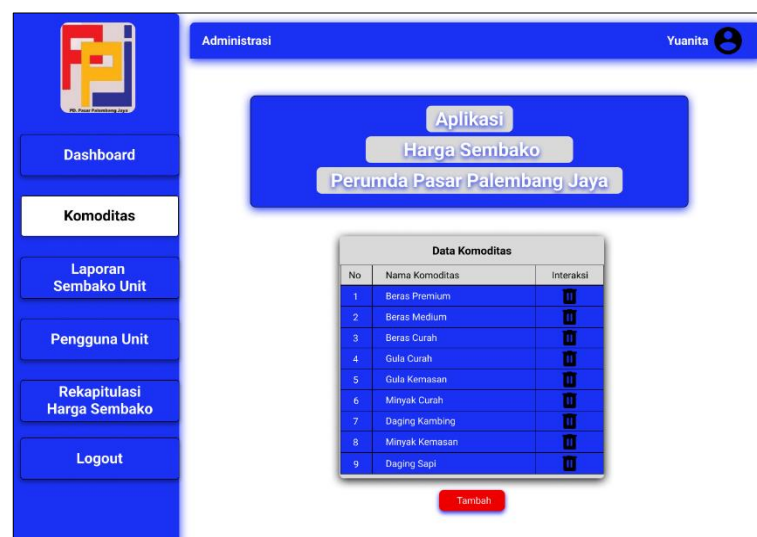 PD. Pasar Palembang Jaya
Administrasi
Yuanita
Dashboard
Komoditas
Laporan
Sembako Unit
Pengguna Unit
Rekapitulasi
Harga Sembako
Logout
Aplikasi
Harga Sembako
Perumda Pasar Palembang Jaya
Data Komoditas
No Nama Komoditas Interaksi
1 Beras Premium
2 Beras Medium
3 Beras Curah
4 Gula Curah
5 Gula Kemasan
6 Minyak Curah
7 Daging Kambing
8 Minyak Kemasan
9 Daging Sapi
Tambah